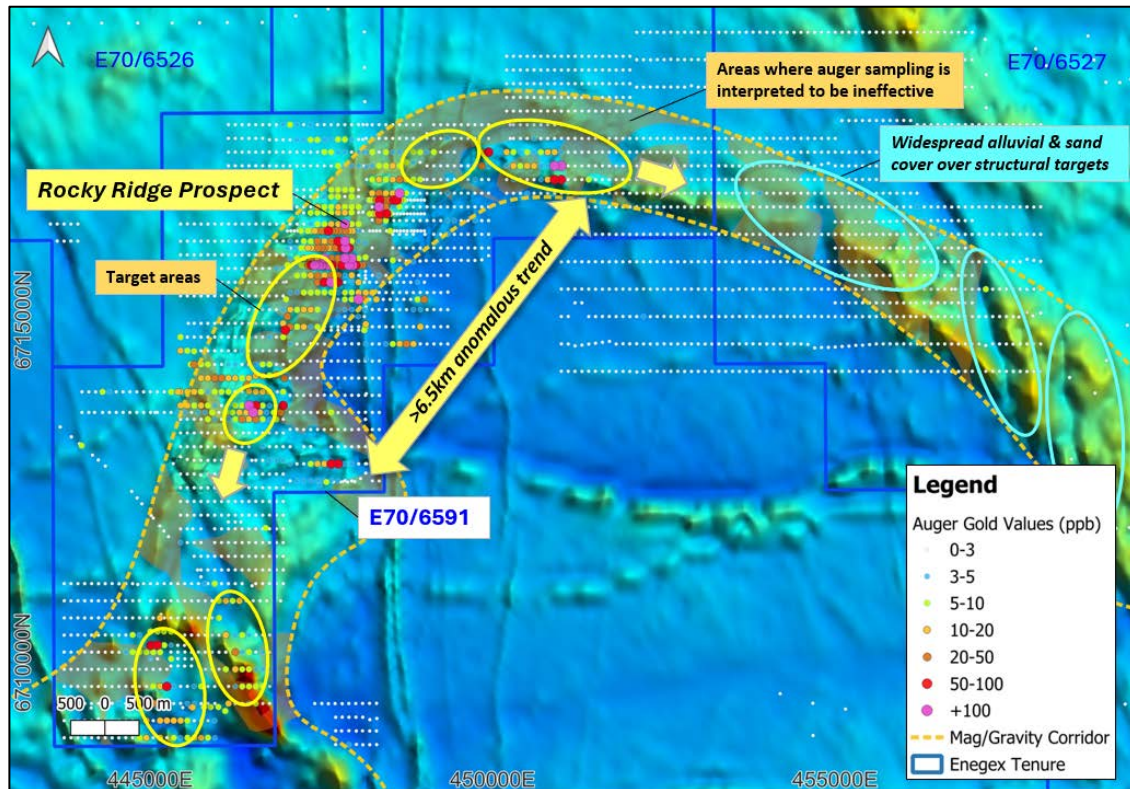 E70/6526
E70/6527
Areas where auger sampling is
interpreted to be ineffective
Widespread alluvial & sand
cover over structural targets
Rocky Ridge Prospect
Target areas
>6.5km anomalous trend
E70/6591
6715000N
6710000N
500 0 500 m
445000E
450000E
455000E
Legend
Auger Gold Values (ppb)
0-3
3-5
5-10
10-20
20-50
50-100
+100
Mag/Gravity Corridor
Enegex Tenure